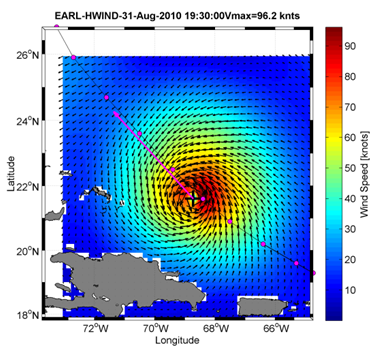 EARL-HWIND-31-Aug-2010 19:30:00Vmax=96.2 knts
26°N
24°N
22°N
20°N
18°N
Latitude
72°W
70°W
68°W
66°W
Longitude
90
80
70
60
50
40
30
20
10
Wind Speed [knots]